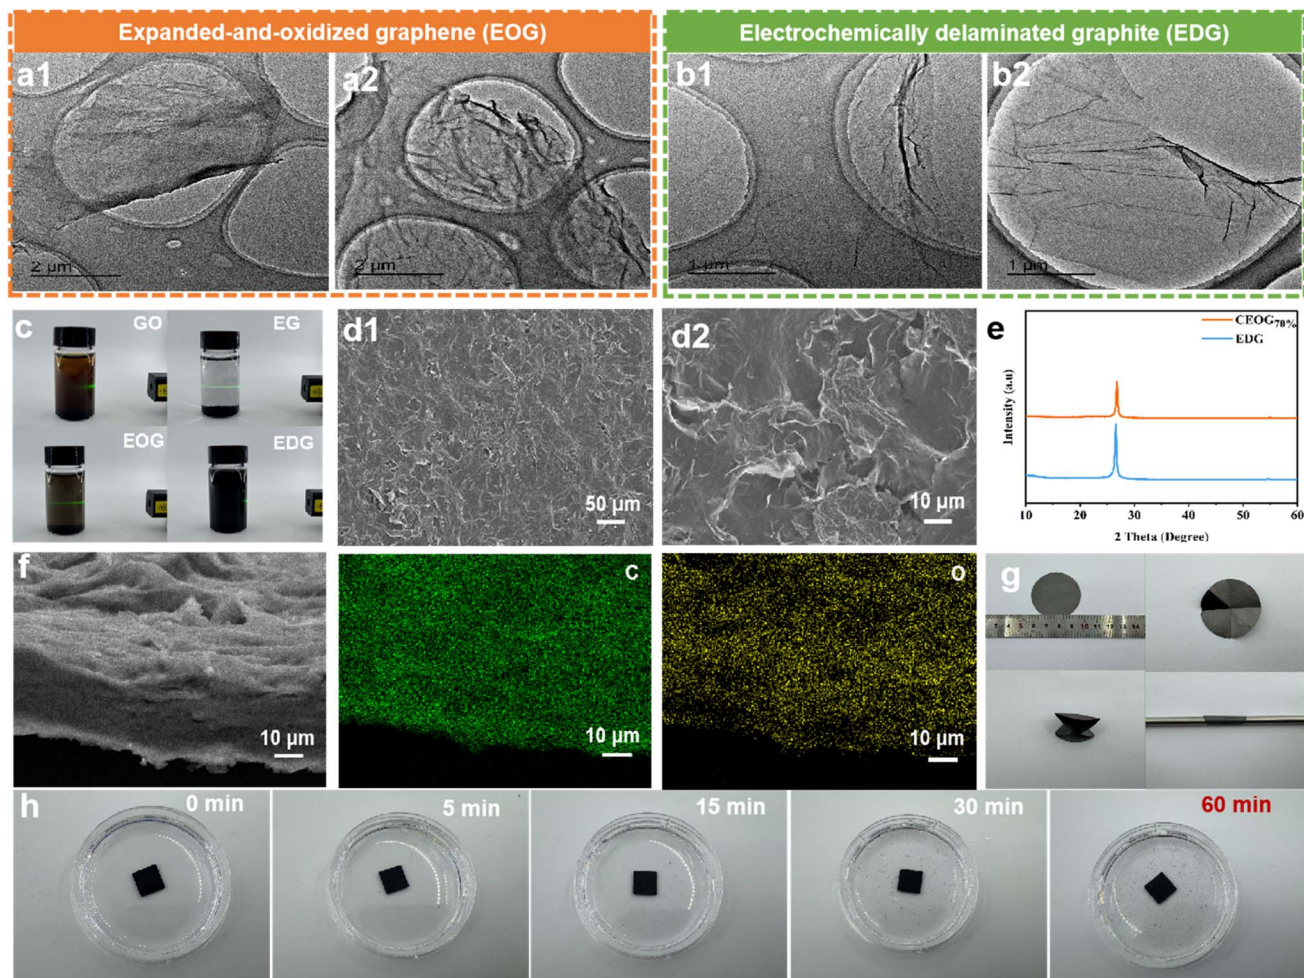 Expanded-and-oxidized graphene (EOG)
Electrochemically delaminated graphite (EDG)
a1
2 μm
a2
2 μm
b1
1 μm
b2
1 μm
c
GO
EG
EOG
EDG
d1
50 μm
d2
10 μm
e
CEOG70%
EDG
Intensity (a.u)
10
20
30
40
50
60
2 Theta (Degree)
f
10 μm
C
10 μm
O
10 μm
g
h
0 min
5 min
15 min
30 min
60 min